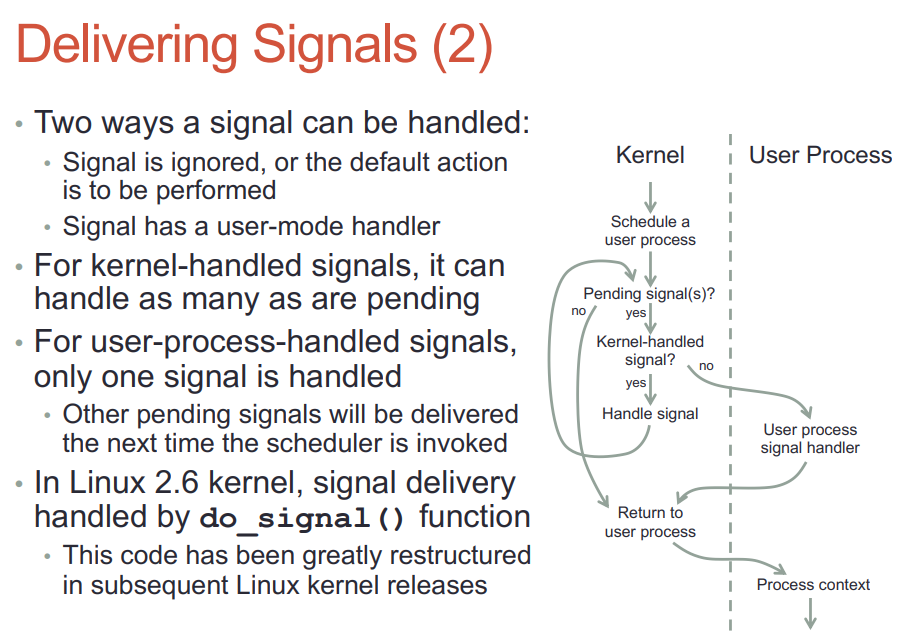 Delivering Signals (2)
• Two ways a signal can be handled:
• Signal is ignored, or the default action
is to be performed
• Signal has a user-mode handler
• For kernel-handled signals, it can
handle as many as are pending
• For user-process-handled signals,
only one signal is handled
• Other pending signals will be delivered
the next time the scheduler is invoked
• In Linux 2.6 kernel, signal delivery
handled by do_signal() function
• This code has been greatly restructured
in subsequent Linux kernel releases
Kernel
User Process
Schedule a
user process
Pending signal(s)?
no
yes
Kernel-handled
signal?
no
yes
Handle signal
User process
signal handler
Return to
user process
Process context